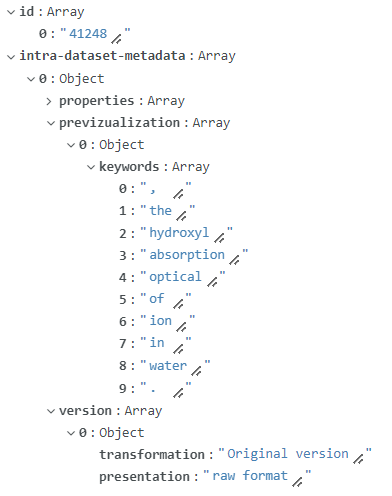 id : Array
0 : "41248 "
intra-dataset-metadata : Array
0 : Object
properties : Array
previzualization : Array
0 : Object
keywords : Array
0 : ", "
1 : "the "
2 : "hydroxyl "
3 : "absorption "
4 : "optical "
5 : "of "
6 : "ion "
7 : "in "
8 : "water "
9 : ". "
version : Array
0 : Object
transformation : "Original version "
presentation : "raw format "